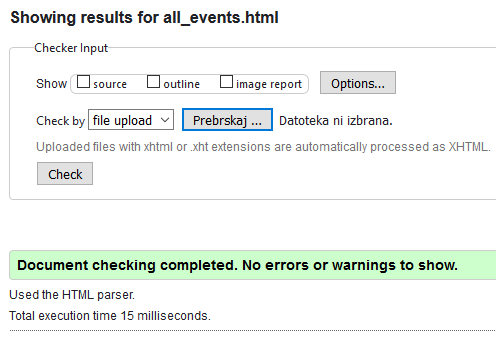 Showing results for all_events.html
Checker Input
Show source outline image report Options...
Check by file upload Prebrskaj ... Datoteka ni izbrana.
Uploaded files with xhtml or .xht extensions are automatically processed as XHTML.
Check
Document checking completed. No errors or warnings to show.
Used the HTML parser.
Total execution time 15 milliseconds.